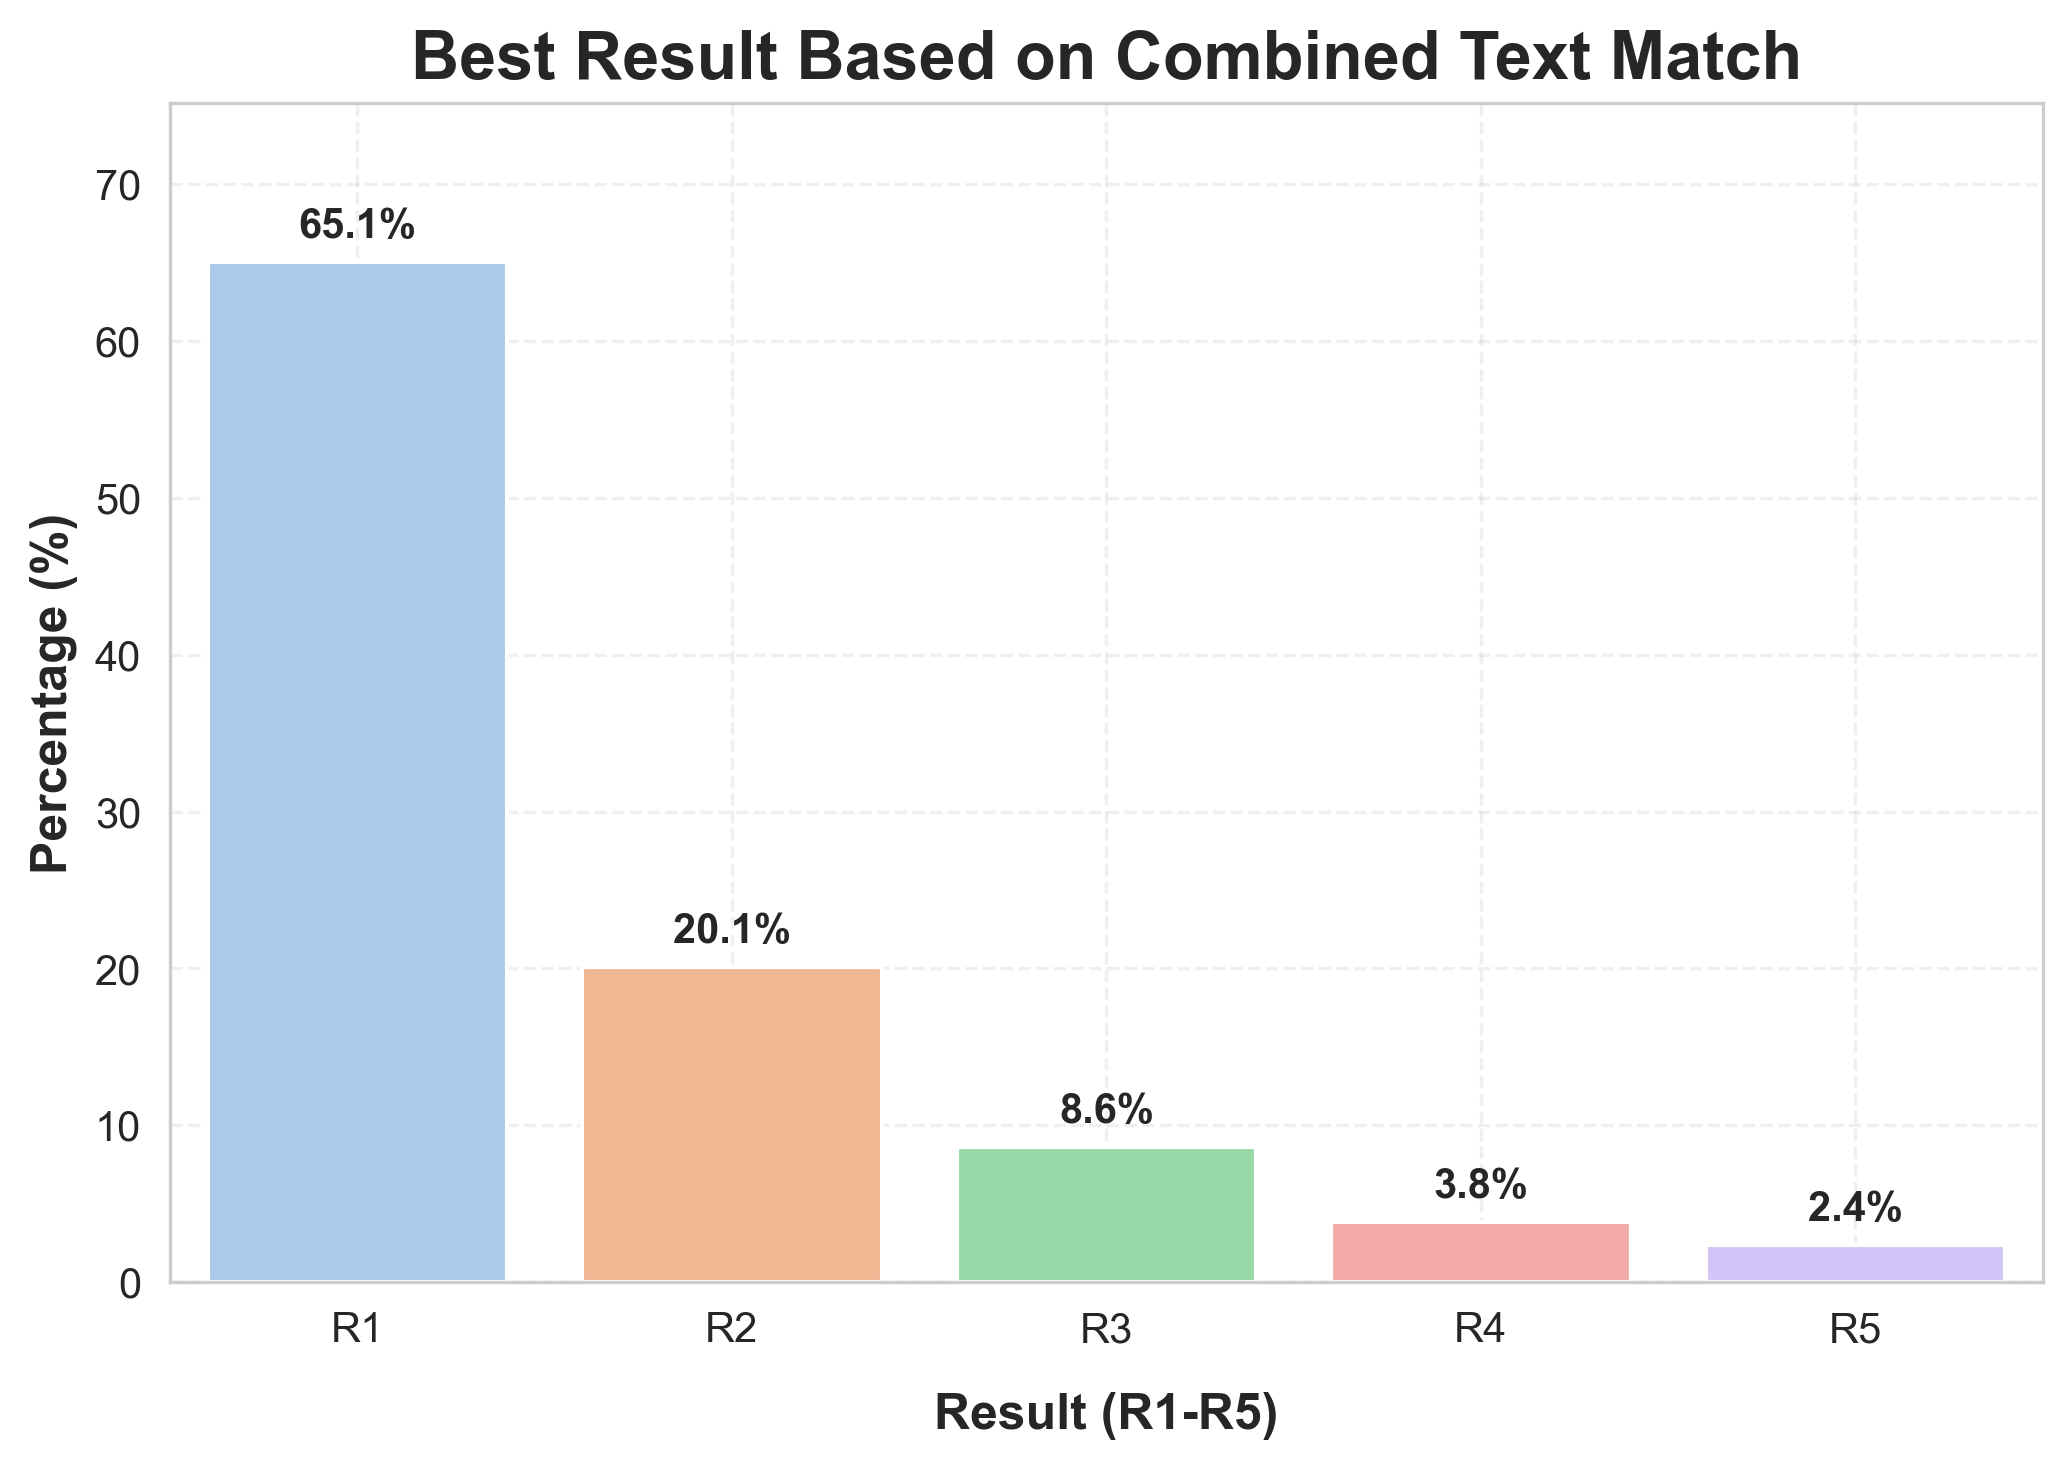 Best Result Based on Combined Text Match
Percentage (%)
70
60
50
40
30
20
10
0
65.1%
20.1%
8.6%
3.8%
2.4%
R1
R2
R3
R4
R5
Result (R1-R5)